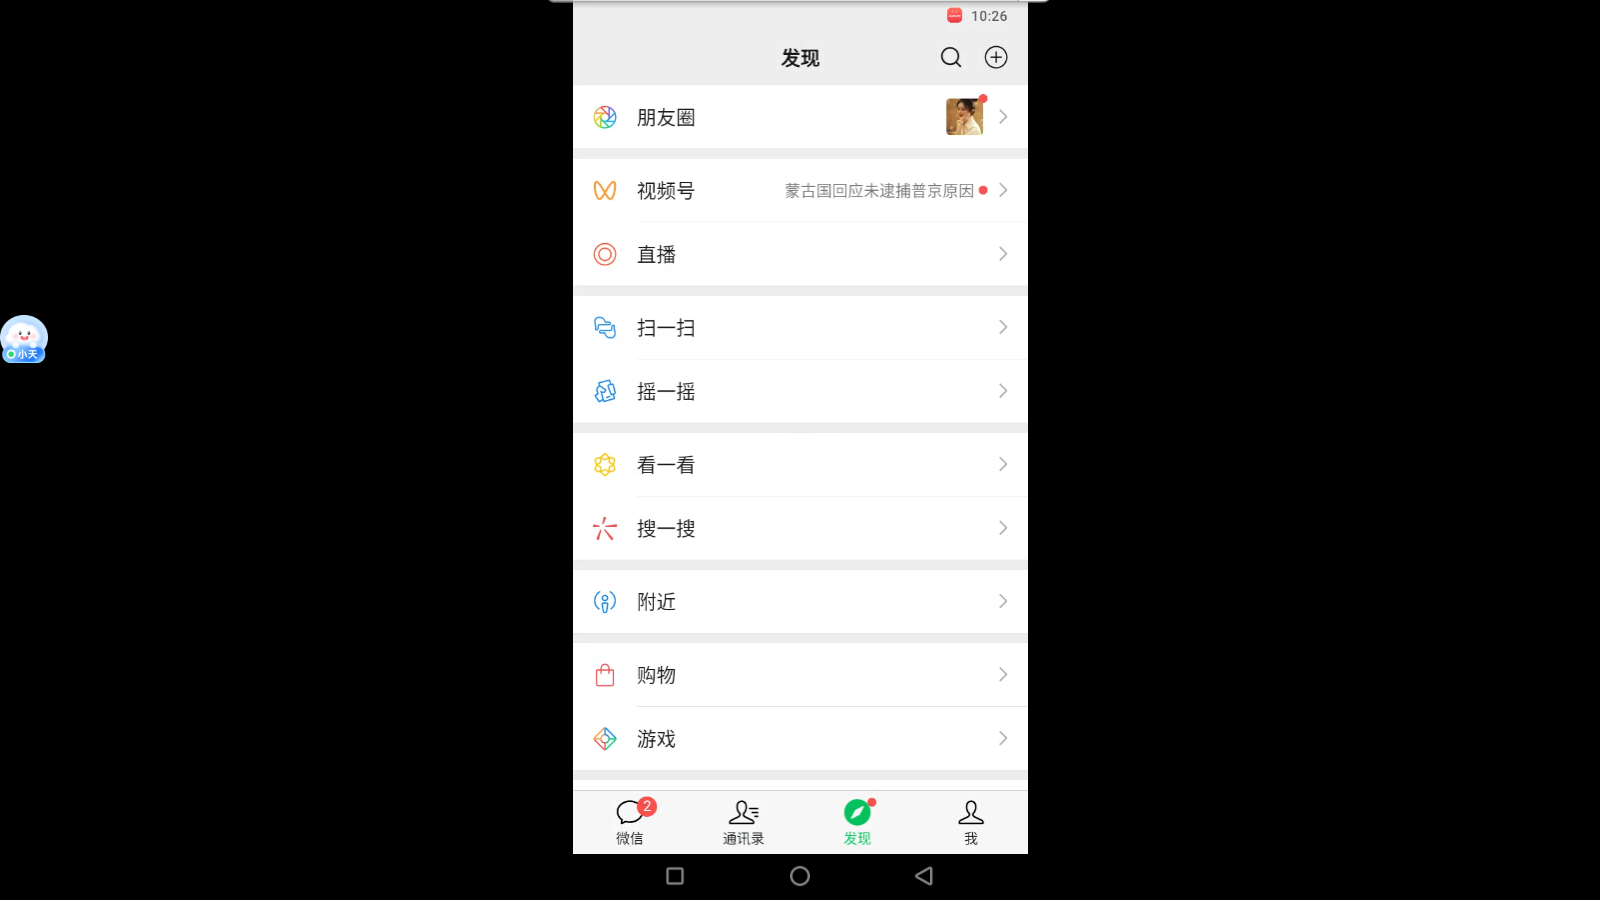 10:26
发现
朋友圈
视频号 蒙古国回应未逮捕普京原因
直播
扫一扫
摇一摇
看一看
搜一搜
附近
购物
游戏
小天
2
微信 通讯录 发现 我